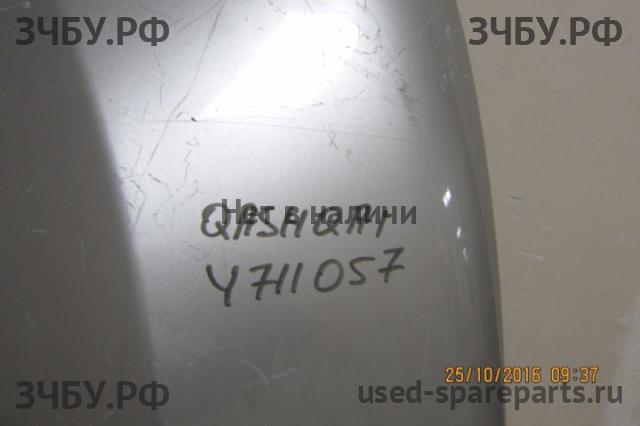 ЗЧБУ.РФ ЗЧБУ.РФ
Нет в наличи
QASHQAI
Y711057
25/10/2016 09:37
ЗЧБУ.РФ used-spareparts.ru